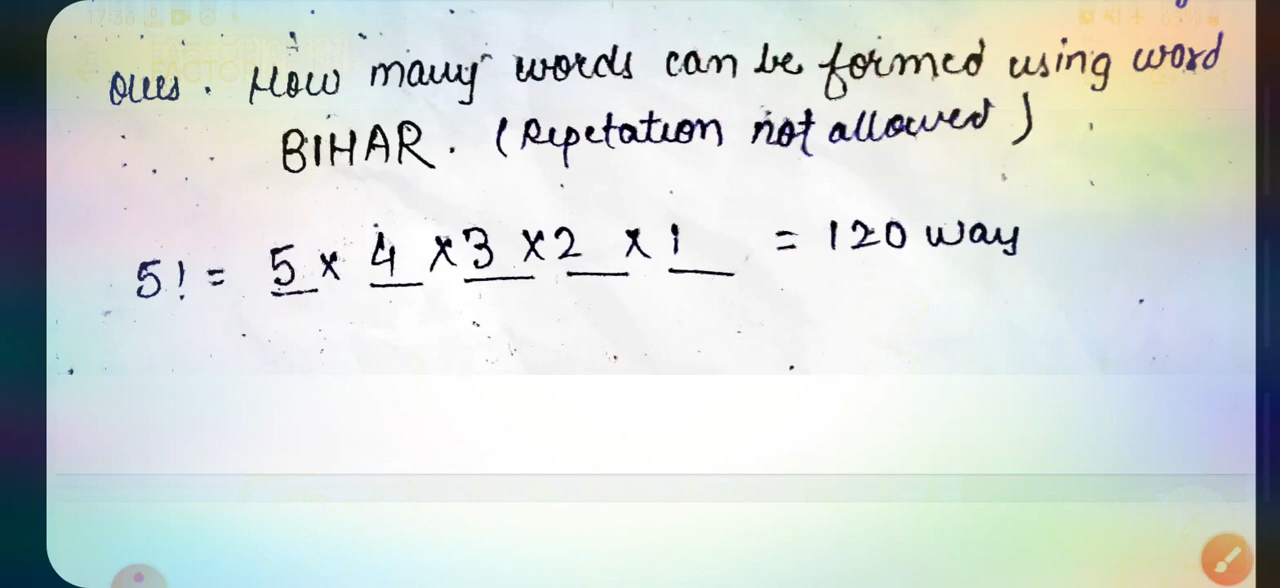 Ques. How many words can be formed using word
BIHAR. (Repetation not allowed)
5! = 5 × 4 × 3 × 2 × 1 = 120 way